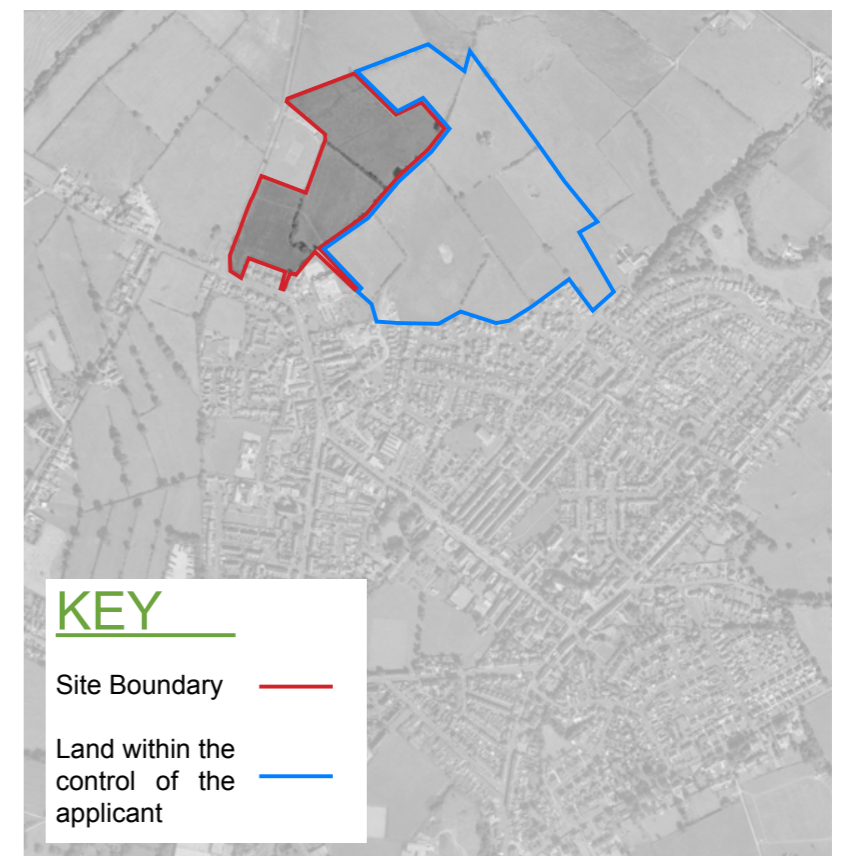 KEY
Site Boundary
Land within the
control of the
applicant